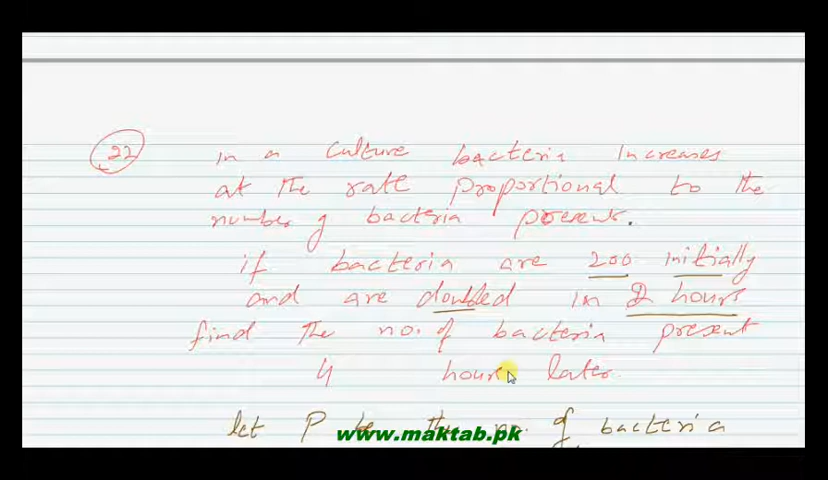 22 in a culture bacteria increases
at the rate proportional to the
number of bacteria present.
if bacteria are 200 initially
and are doubled in 2 hours
find the no. of bacteria present
4 hours later
let P be the no. of bacteria
www.maktab.pk